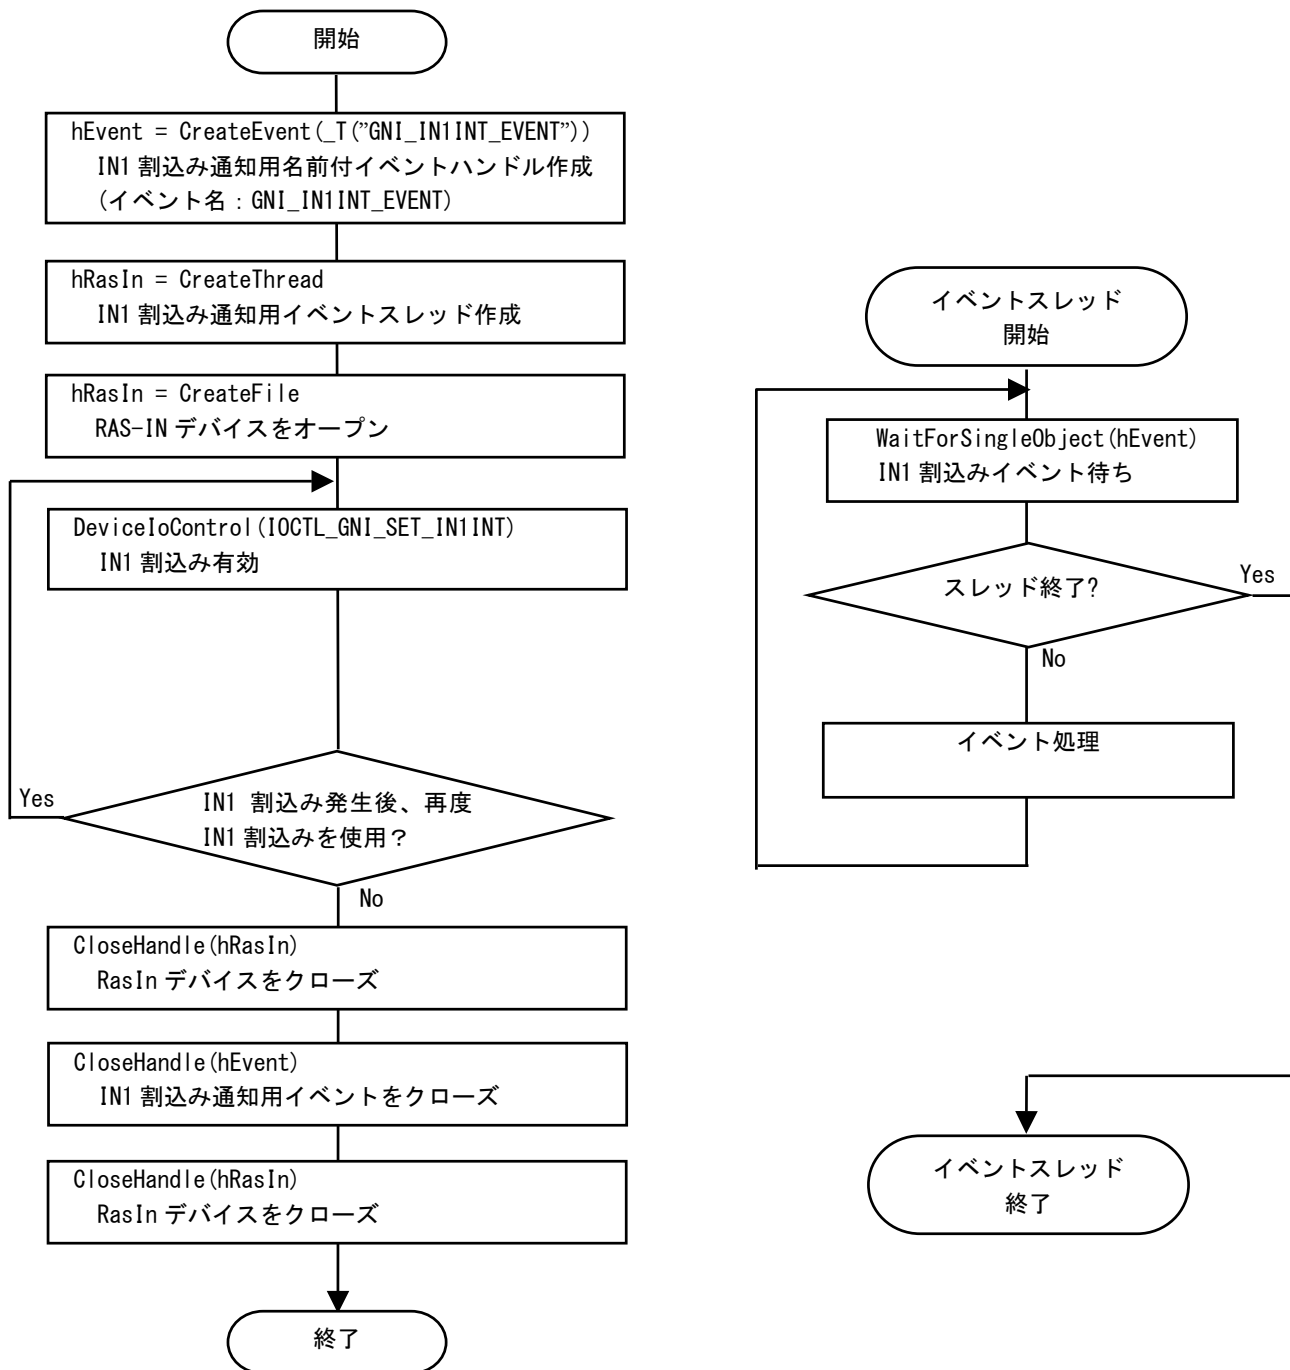 開始
hEvent = CreateEvent(_T(”GNI_IN1INT_EVENT”))
IN1 割込み通知用名前付イベントハンドル作成
(イベント名：GNI_IN1INT_EVENT)
hRasIn = CreateThread
IN1 割込み通知用イベントスレッド作成
hRasIn = CreateFile
RAS-IN デバイスをオープン
DeviceIoControl(IOCTL_GNI_SET_IN1INT)
IN1 割込み有効
IN1 割込み発生後、再度
IN1 割込みを使用？
Yes
No
CloseHandle(hRasIn)
RasIn デバイスをクローズ
CloseHandle(hEvent)
IN1 割込み通知用イベントをクローズ
CloseHandle(hRasIn)
RasIn デバイスをクローズ
終了
イベントスレッド
開始
WaitForSingleObject(hEvent)
IN1 割込みイベント待ち
スレッド終了?
Yes
No
イベント処理
イベントスレッド
終了